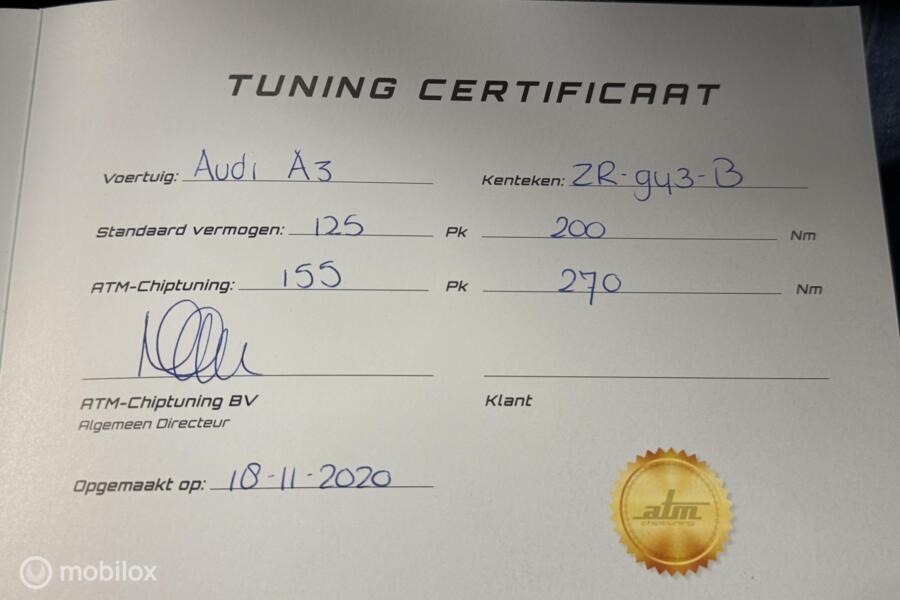 TUNING CERTIFICAAT
Voertuig: Audi A3 Kenteken: ZR-943-B
Standaard vermogen: 125 Pk 200 Nm
ATM-Chiptuning: 155 Pk 270 Nm
ATM-Chiptuning BV Klant
Algemeen Directeur
Opgemaakt op: 18-11-2020
atm
chiptuning
mobilox